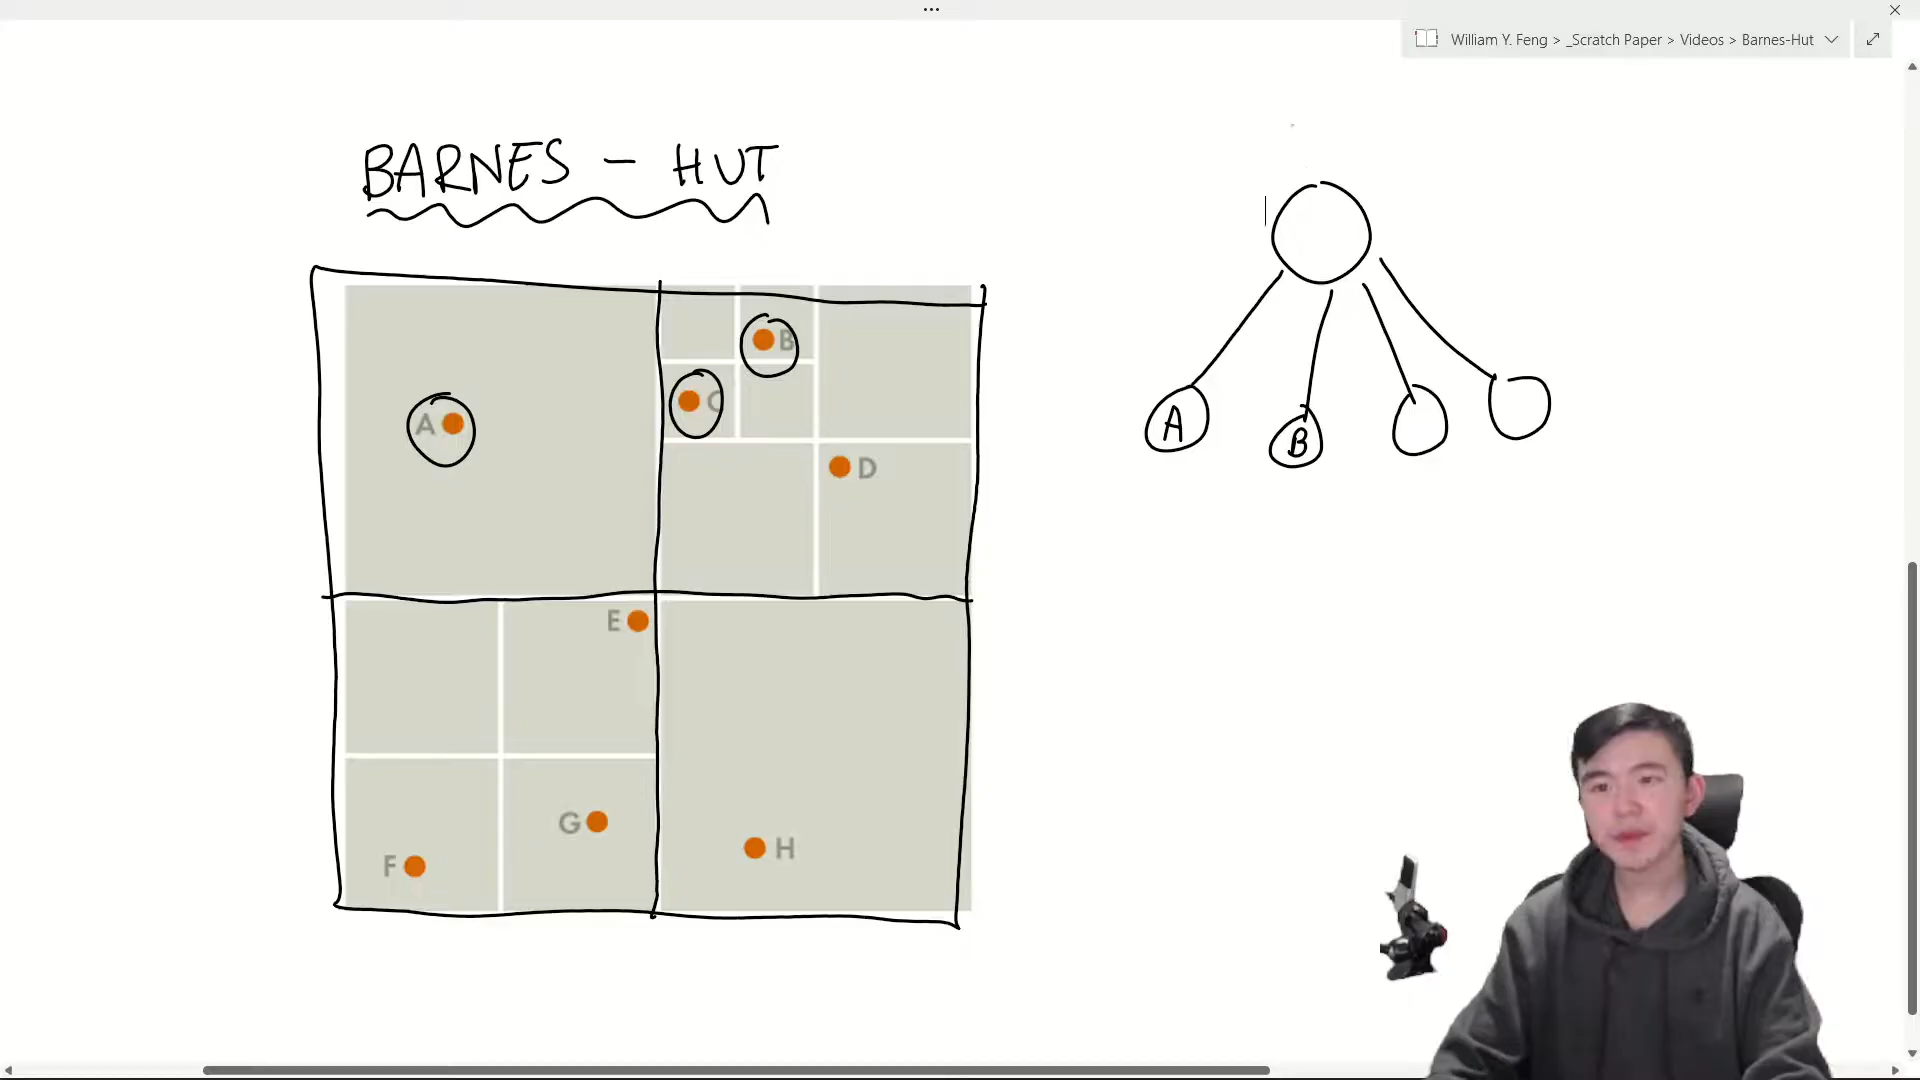 William Y. Feng > _Scratch Paper > Videos > Barnes-Hut
BARNES - HUT
B
A
C
A
B
D
E
G
H
F